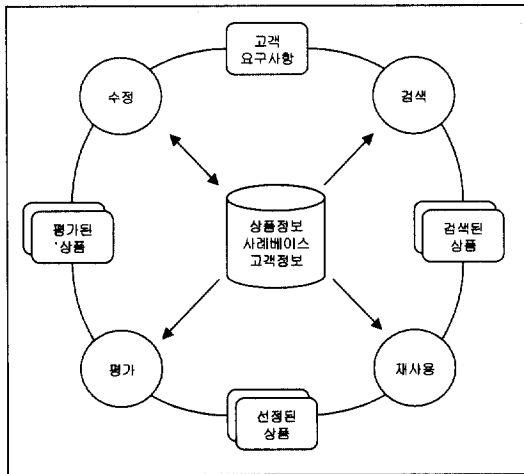 고객
요구사항
수정
검색
평가된
'상품
상품정보
사례베이스
고객정보
검색된
상품
평가
재사용
선정된
상품